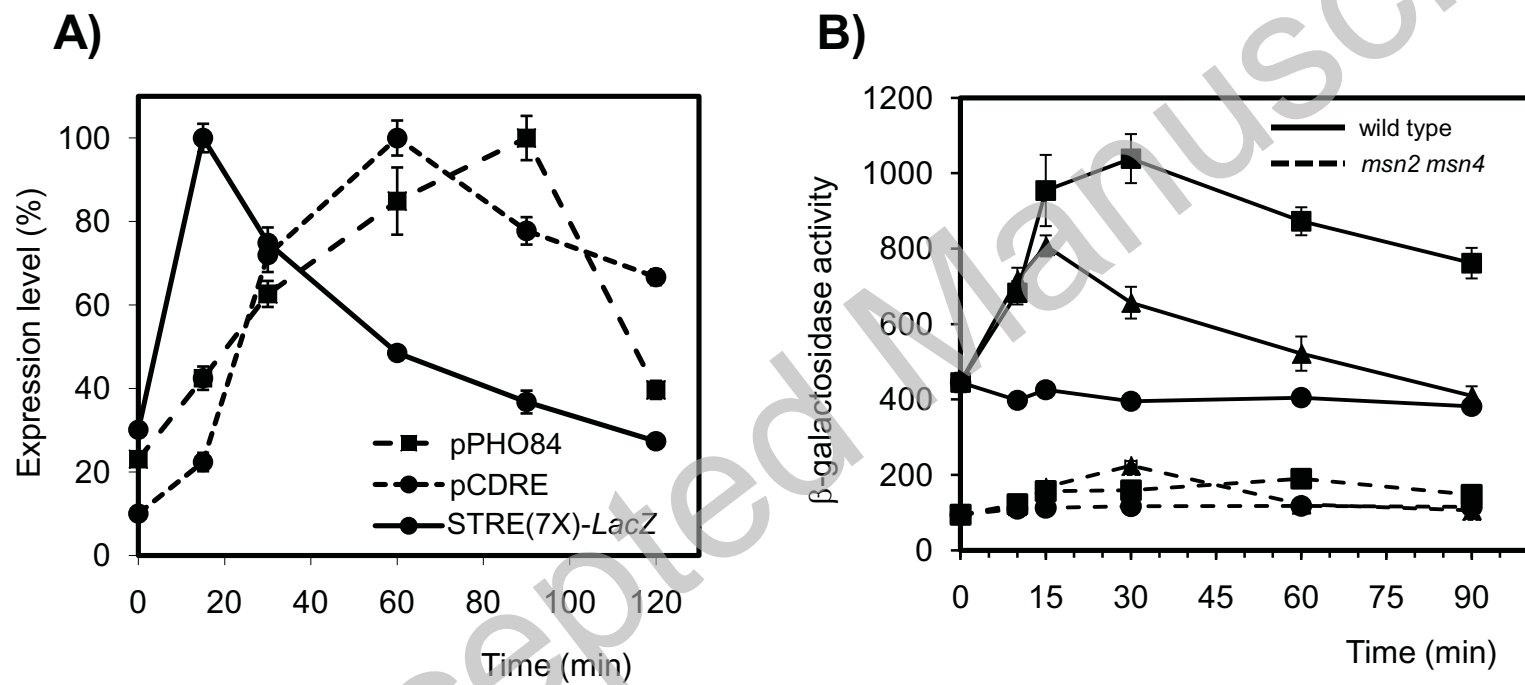 A)
B)
Expression level (%)
100
80
60
40
20
0
pPHO84
pCDRE
STRE(7X)-LacZ
0 20 40 60 80 100 120
Time (min)
β-galactosidase activity
1200
1000
800
600
400
200
0
wild type
msn2 msn4
0 15 30 45 60 75 90
Time (min)
septed Manusc